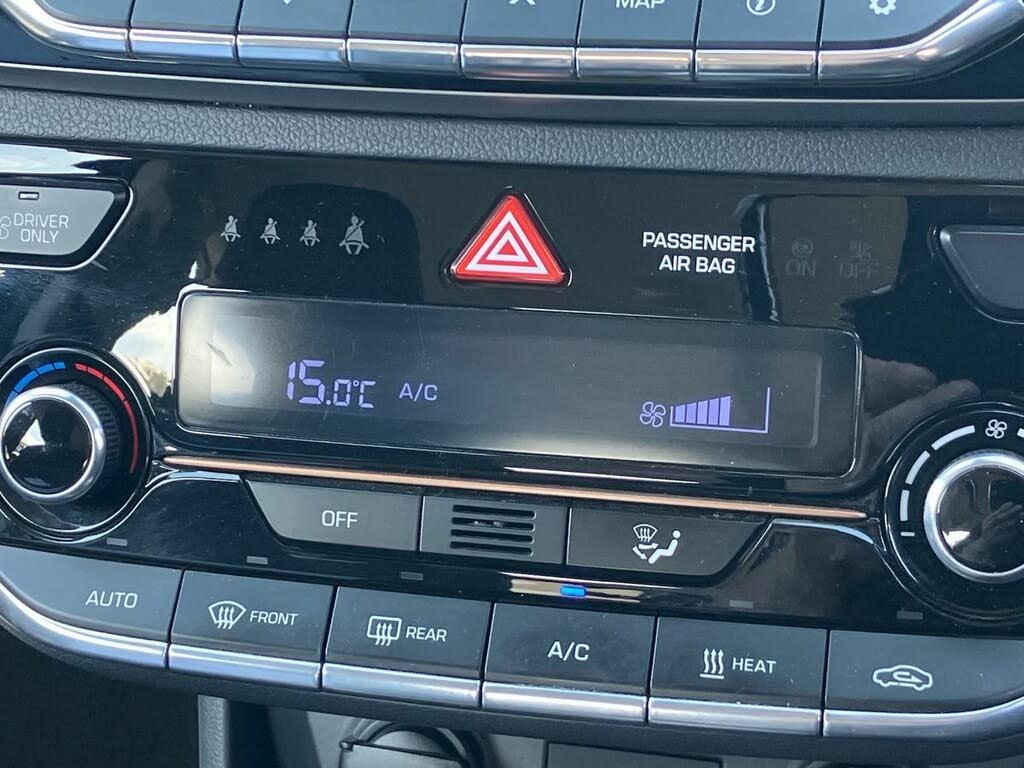 MAP
DRIVER
ONLY
PASSENGER
AIR BAG
ON
OFF
15.0°C
A/C
OFF
AUTO
FRONT
REAR
A/C
HEAT